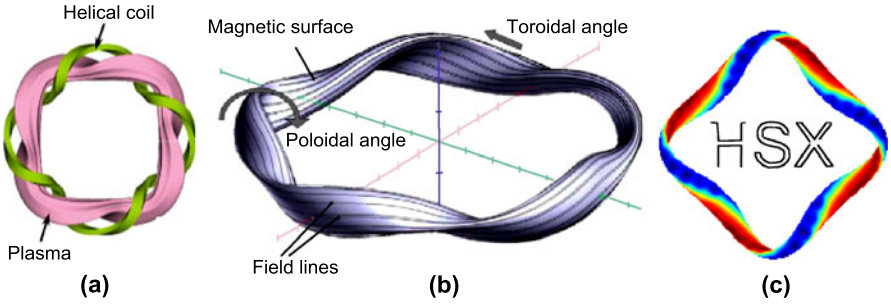 Helical coil
Plasma
(a)
Magnetic surface
Toroidal angle
Poloidal angle
Field lines
(b)
HSX
(c)